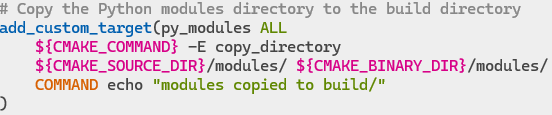 # Copy the Python modules directory to the build directory
add_custom_target(py_modules ALL
    ${CMAKE_COMMAND} -E copy_directory
    ${CMAKE_SOURCE_DIR}/modules/ ${CMAKE_BINARY_DIR}/modules/
    COMMAND echo "modules copied to build/"
)